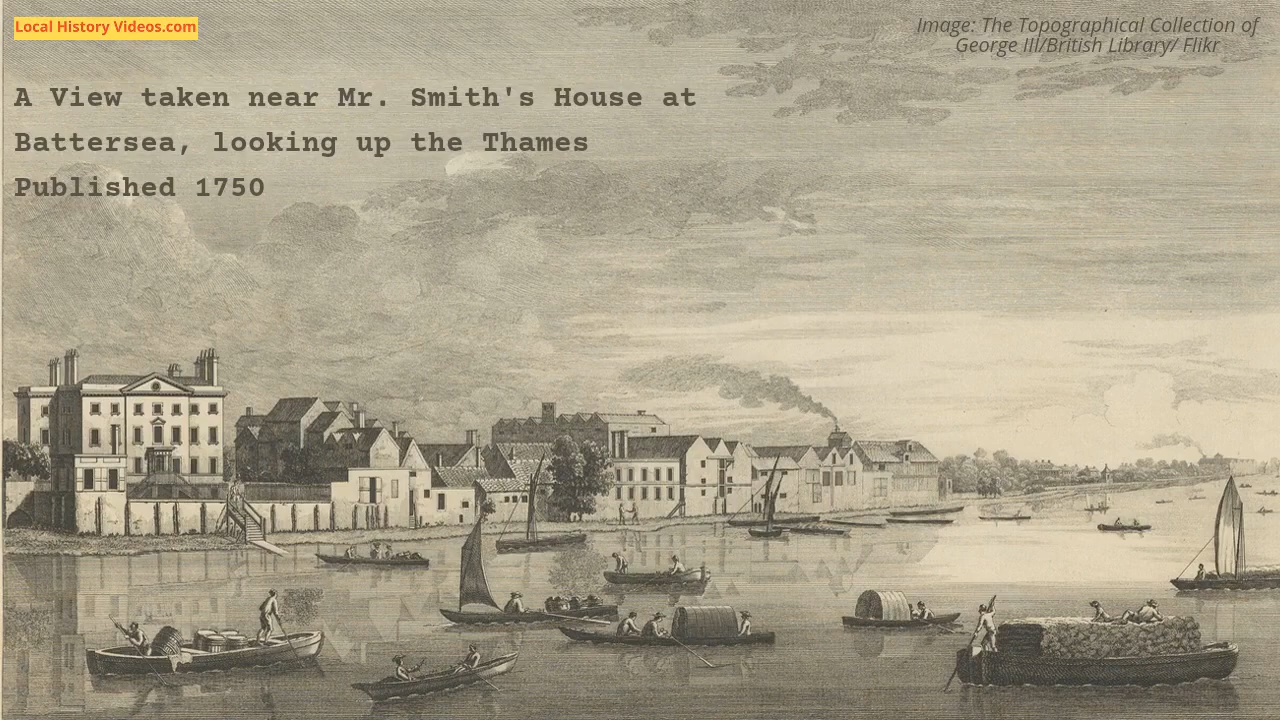 Local History Videos.com
Image: The Topographical Collection of
George III/British Library/ Flikr
A View taken near Mr. Smith's House at
Battersea, looking up the Thames
Published 1750